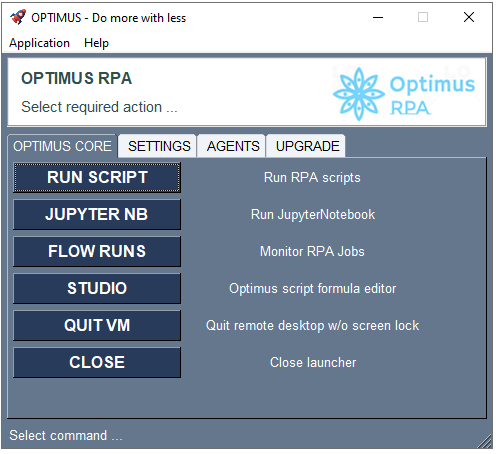 OPTIMUS - Do more with less
Application Help
OPTIMUS RPA
Select required action ...
Optimus
RPA
OPTIMUS CORE SETTINGS AGENTS UPGRADE
RUN SCRIPT Run RPA scripts
JUPYTER NB Run JupyterNotebook
FLOW RUNS Monitor RPA Jobs
STUDIO Optimus script formula editor
QUIT VM Quit remote desktop w/o screen lock
CLOSE Close launcher
Select command ...